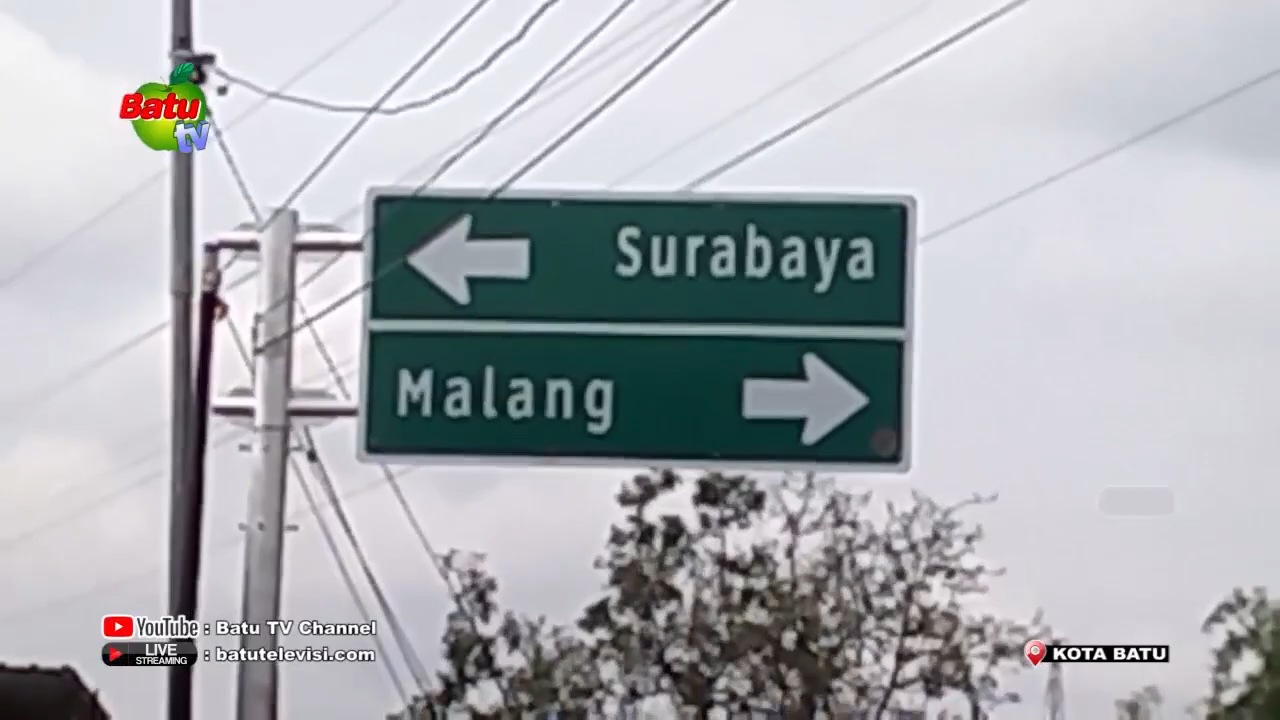 Batu
tv
Surabaya
Malang
YouTube : Batu TV Channel
LIVE
STREAMING : batutelevisi.com
KOTA BATU